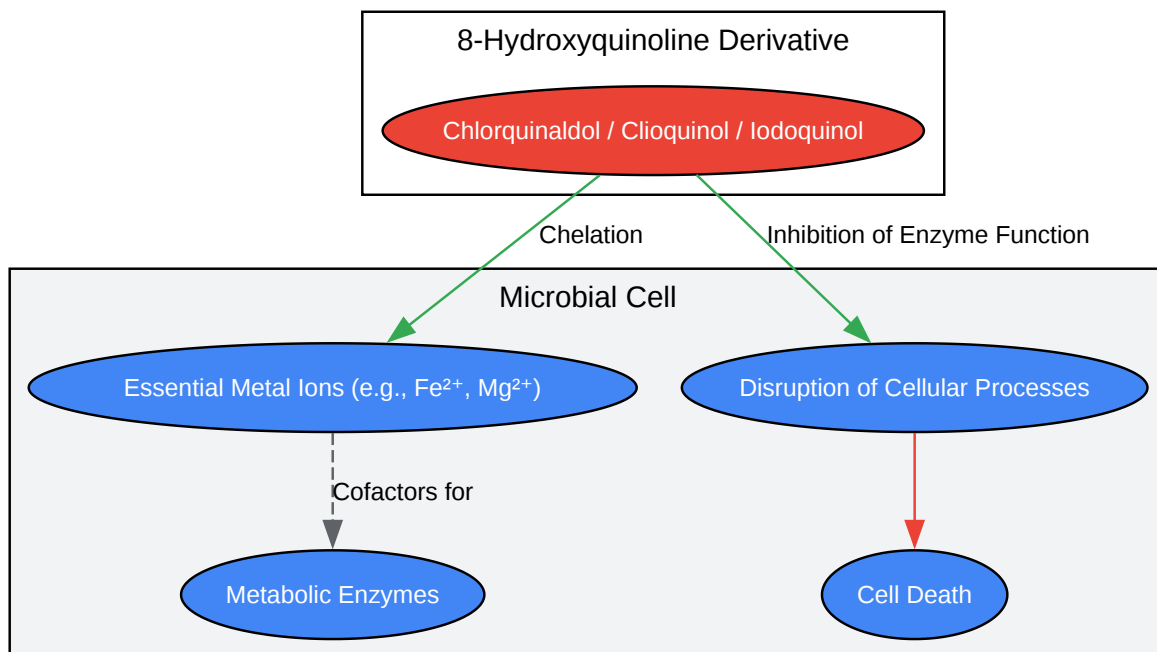 8-Hydroxyquinoline Derivative
Chlorquinaldol / Clioquinol / Iodoquinol
Chelation
Inhibition of Enzyme Function
Microbial Cell
Essential Metal Ions (e.g., Fe²⁺, Mg²⁺)
Disruption of Cellular Processes
Cofactors for
Metabolic Enzymes
Cell Death